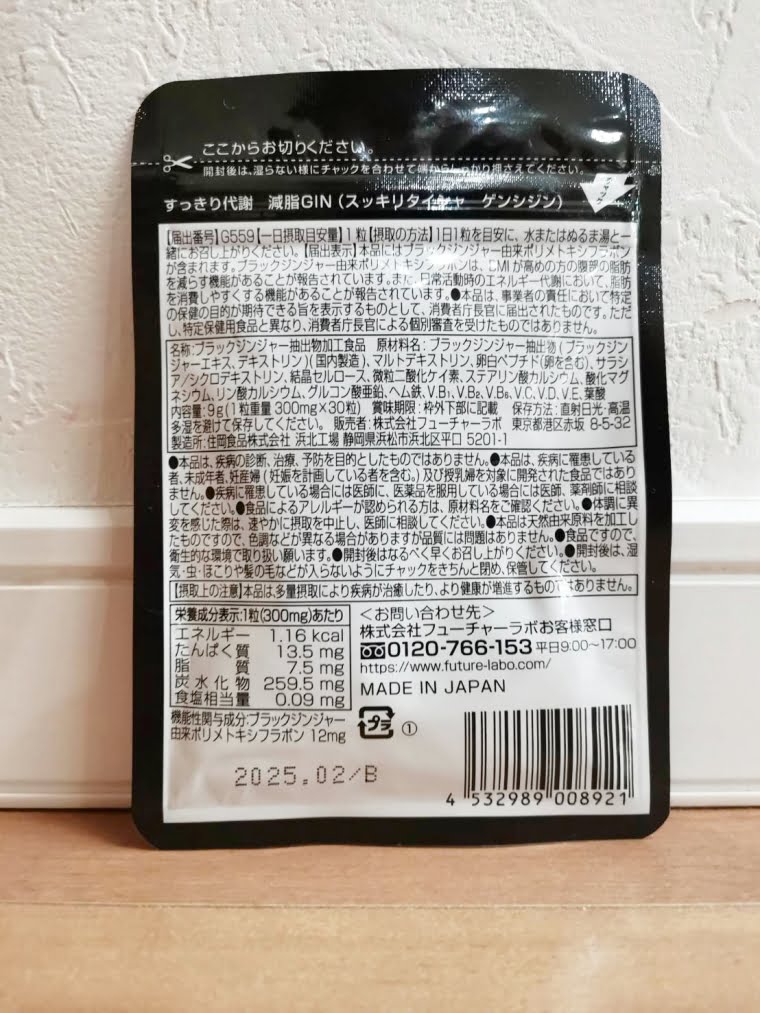 ここからお切りください。
開封後は、湿らない様にチャックを合わせて端からしっかり押さえてください。
すっきり代謝 減脂GIN(スッキリタイシャ ゲンシジン)
【届出番号】G559【一日摂取目安量】1粒【摂取の方法】1日1粒を目安に、水またはぬるま湯と一
緒にお召し上がりください。【届出表示】本品にはブラックジンジャー由来ポリメトキシフラボン
が含まれます。ブラックジンジャー由来ポリメトキシフラボンは、BMIが高めの方の腹部の脂肪
を減らす機能があることが報告されています。また、日常活動時のエネルギー代謝において、脂肪
を消費しやすくする機能があることが報告されています。●本品は、事業者の責任において特定
の保健の目的が期待できる旨を表示するものとして、消費者庁長官に届出されたものです。ただ
し、特定保健用食品と異なり、消費者庁長官による個別審査を受けたものではありません。
名称:ブラックジンジャー抽出物加工食品 原材料名:ブラックジンジャー抽出物(ブラックジン
ジャーエキス、デキストリン)(国内製造)、マルトデキストリン、卵白ペプチド(卵を含む)、サラシ
ア/シクロデキストリン、結晶セルロース、微粒二酸化ケイ素、ステアリン酸カルシウム、酸化マグ
ネシウム、リン酸カルシウム、グルコン酸亜鉛、ヘム鉄、V.B₁、V.B₂、V.B₆、V.C、V.D、V.E、葉酸
内容量:9g(1粒重量 300mg×30粒) 賞味期限:枠外下部に記載 保存方法:直射日光・高温
多湿を避けて保存してください。 販売者:株式会社フューチャーラボ 東京都港区赤坂 8-5-32
製造所:住岡食品株式会社 浜北工場 静岡県浜松市浜北区平口 5201-1
●本品は、疾病の診断、治療、予防を目的としたものではありません。●本品は、疾病に罹患している
者、未成年者、妊産婦(妊娠を計画している者を含む。)及び授乳婦を対象に開発された食品ではあり
ません。●疾病に罹患している場合には医師に、医薬品を服用している場合には医師、薬剤師に相談
してください。●食品によるアレルギーが認められる方は、原材料名をご確認ください。●体調に異
変を感じた際は、速やかに摂取を中止し、医師に相談してください。●本品は天然由来原料を加工し
たものですので、色調などが異なる場合がありますが品質には問題はありません。●食品ですので、
衛生的な環境で取り扱い願います。●開封後はなるべく早くお召し上がりください。●開封後は、湿
気・虫・ほこりや髪の毛などが入らないようにチャックをきちんと閉め、保管してください。
【摂取上の注意】本品は、多量摂取により疾病が治癒したり、より健康が増進するものではありません。
栄養成分表示:1粒(300mg)あたり
エネルギー 1.16 kcal
たんぱく質 13.5 mg
脂質 7.5 mg
炭水化物 259.5 mg
食塩相当量 0.09 mg
機能性関与成分:ブラックジンジャー
由来ポリメトキシフラボン 12mg
<お問い合わせ先>
株式会社フューチャーラボお客様窓口
0120-766-153 平日9:00~17:00
https://www.future-labo.com/
MADE IN JAPAN
プラ ①
2025.02/B
4 532989 008921